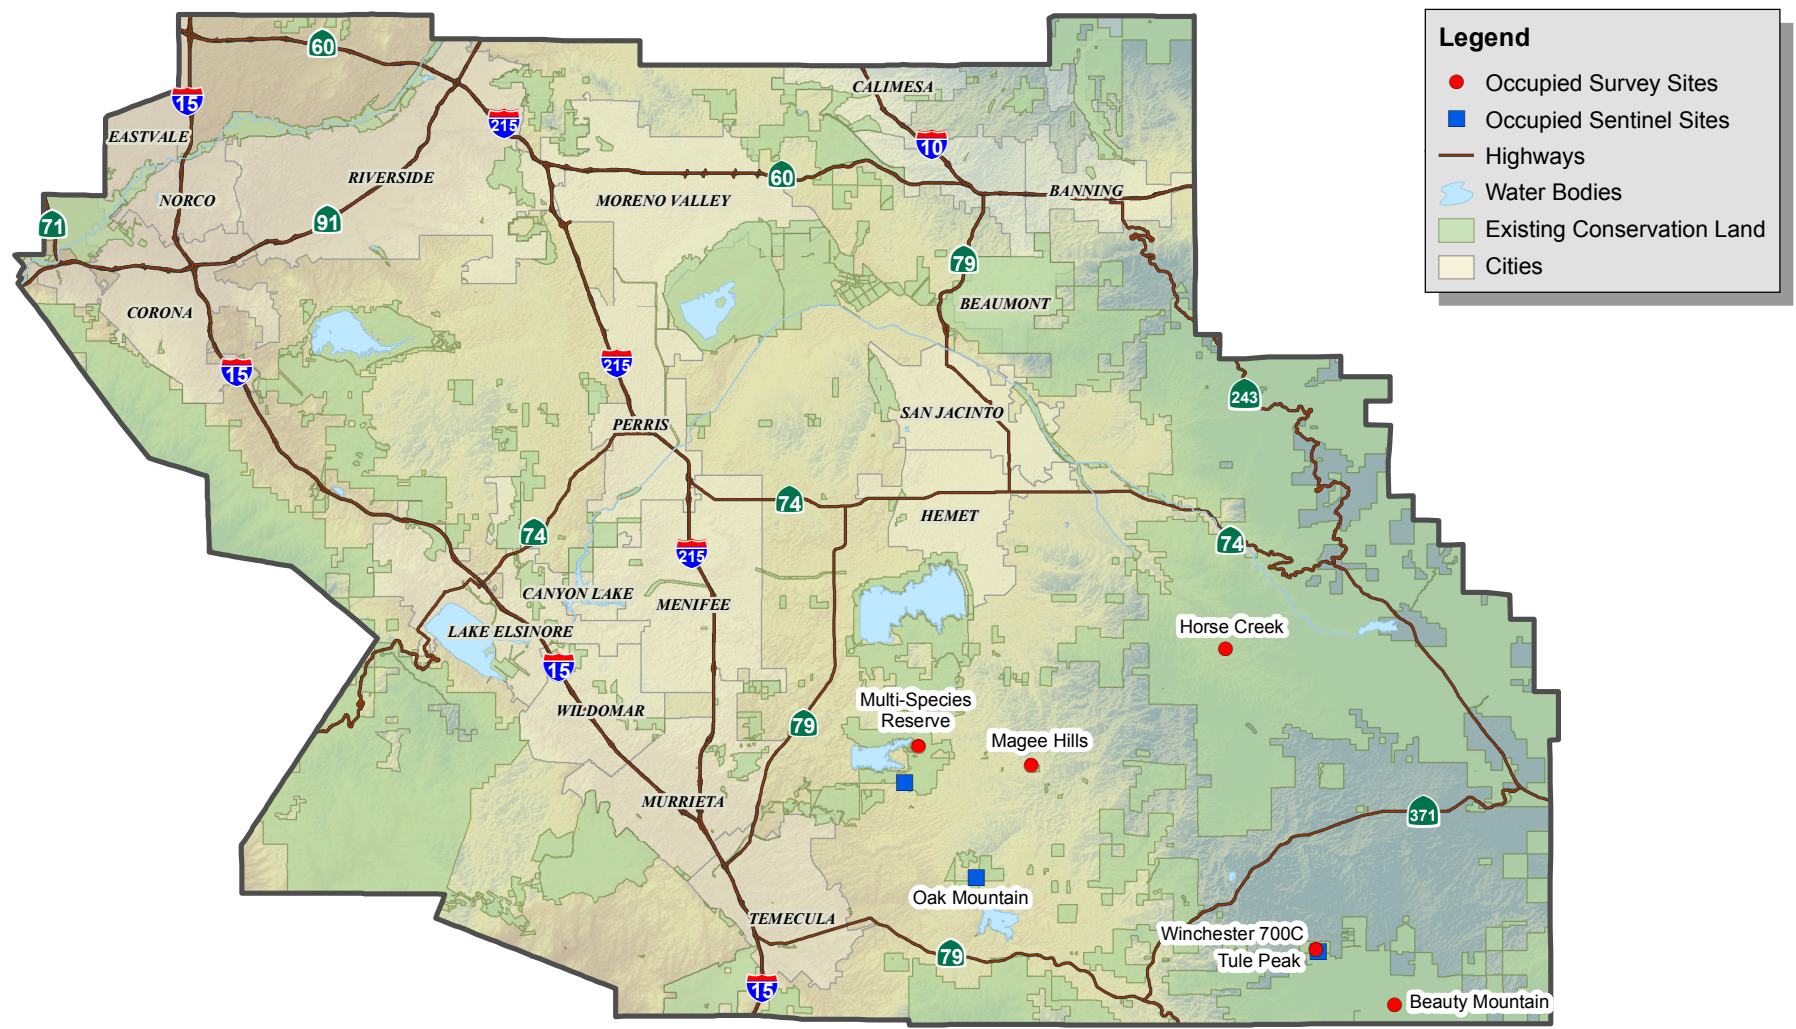 Legend
Occupied Survey Sites
Occupied Sentinel Sites
Highways
Water Bodies
Existing Conservation Land
Cities
60
15
215
CALIMESA
EASTVALE
10
RIVERSIDE
60
NORCO
MORENO VALLEY
BANNING
71
91
79
BEAUMONT
CORONA
15
215
243
SAN JACINTO
PERRIS
74
HEMET
74
74
215
CANYON LAKE
MENIFEE
LAKE ELSINORE
Horse Creek
15
WILDOMAR
Multi-Species
Reserve
79
Magee Hills
MURRIETA
371
Oak Mountain
TEMECULA
79
Winchester 700C
Tule Peak
15
Beauty Mountain